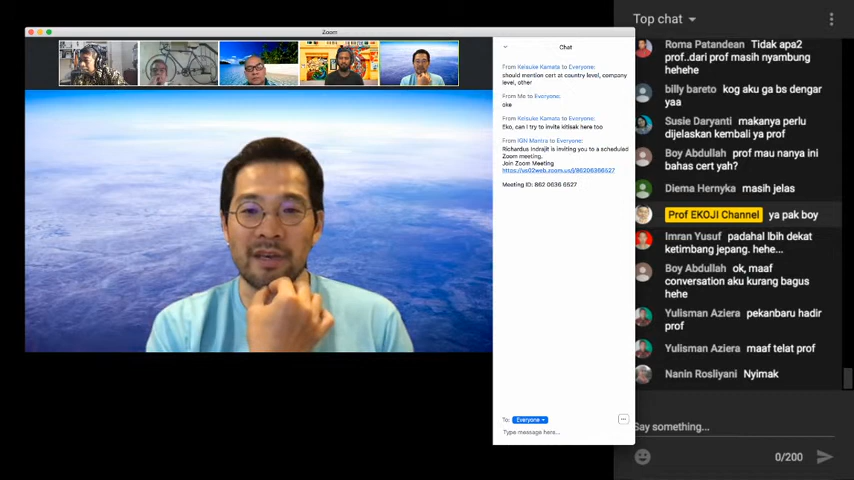 Zoom
Chat
From Keisuke Kamata to Everyone:
should mention cert at country level, company
level, other
From Me to Everyone:
oke
From Keisuke Kamata to Everyone:
Eko, can I try to invite kitisak here too
From IGN Mantra to Everyone:
Richardus Indrajit is inviting you to a scheduled
Zoom meeting.
Join Zoom Meeting
https://us02web.zoom.us/j/86206366527
Meeting ID: 862 0636 6527
To: Everyone
Type message here...
Top chat
Roma Patandean Tidak apa2
prof..dari prof masih nyambung
hehehe
billy bareto kog aku ga bs dengar
yaa
Susie Daryanti makanya perlu
dijelaskan kembali ya prof
Boy Abdullah prof mau nanya ini
bahas cert yah?
Diema Hernyka masih jelas
Prof EKOJI Channel ya pak boy
Imran Yusuf padahal lbih dekat
ketimbang jepang. hehe...
Boy Abdullah ok, maaf
conversation aku kurang bagus
hehe
Yulisman Aziera pekanbaru hadir
prof
Yulisman Aziera maaf telat prof
Nanin Rosliyani Nyimak
Say something...
0/200